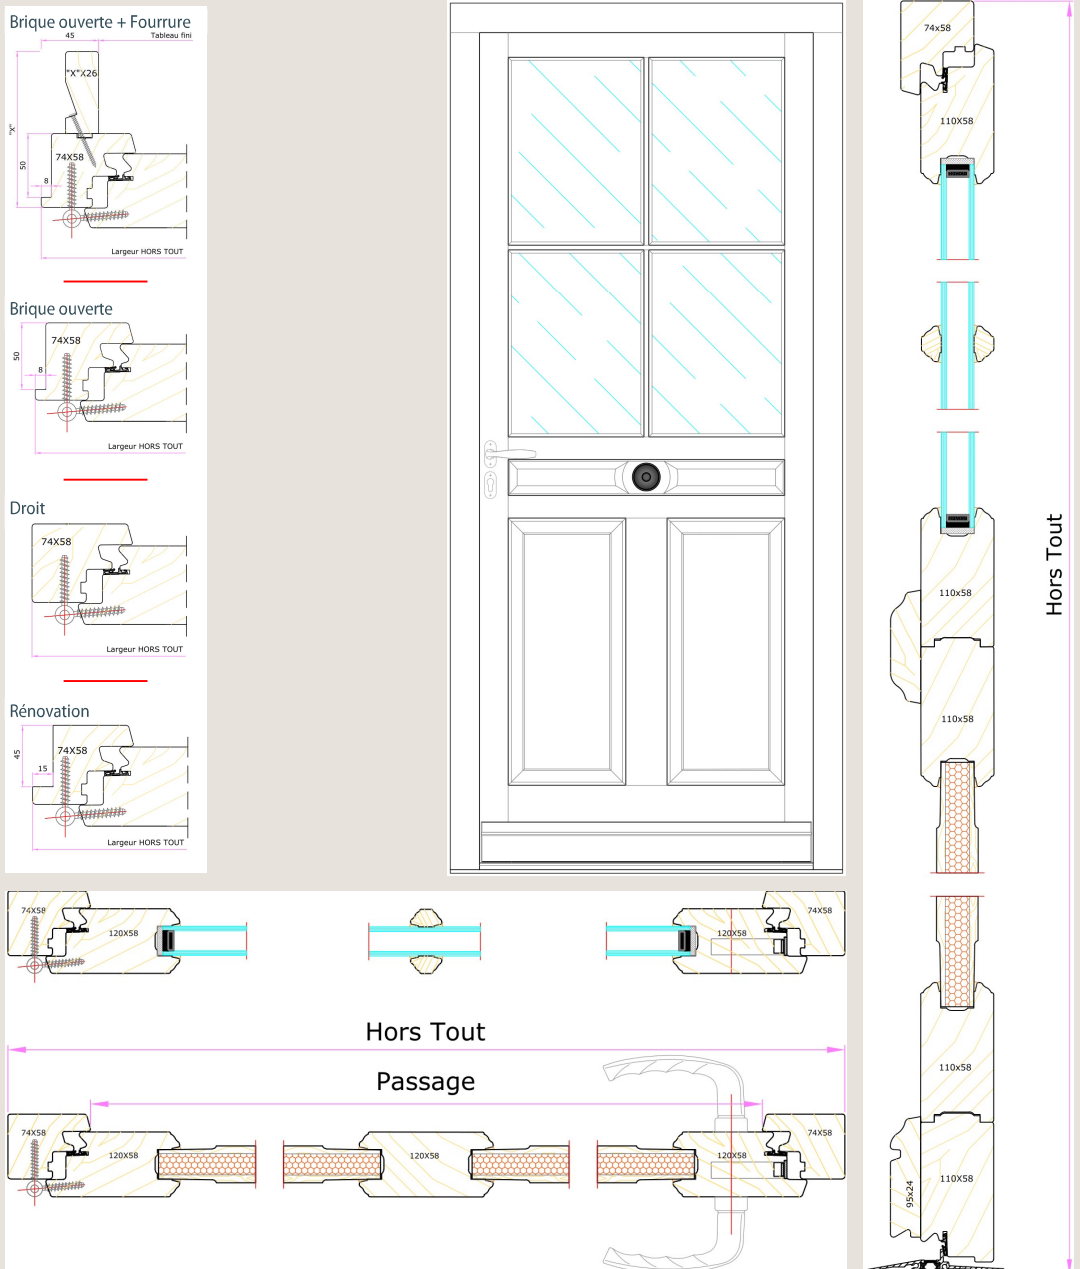 Brique ouverte + Fourrure
45
Tableau fini
"X"X26
"X"
50
74X58
8
Largeur HORS TOUT
Brique ouverte
74X58
50
8
Largeur HORS TOUT
Droit
74X58
Largeur HORS TOUT
Rénovation
74X58
45
15
Largeur HORS TOUT
74x58
110X58
110x58
110x58
110x58
95x24
110X58
Hors Tout
74X58
120X58
120X58
74X58
Hors Tout
Passage
74X58
120X58
120X58
120X58
74X58